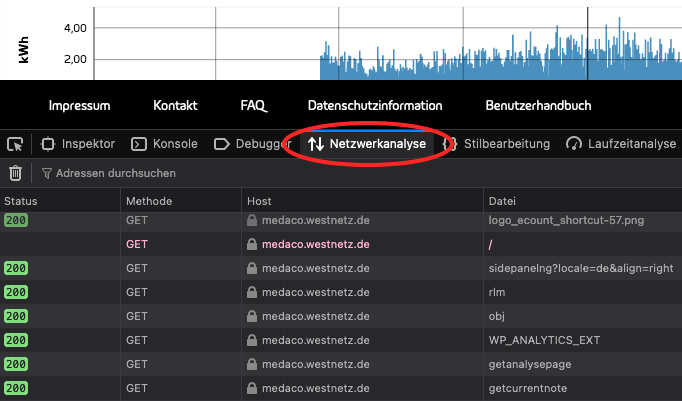 4,00
kWh
2,00
Impressum Kontakt FAQ Datenschutzinformation Benutzerhandbuch
Inspektor Konsole Debugger Netzwerkanalyse {} Stilbearbeitung Laufzeitanalyse
Adressen durchsuchen
Status Methode Host Datei
200 GET medaco.westnetz.de logo_ecount_shortcut-57.png
GET medaco.westnetz.de /
200 GET medaco.westnetz.de sidepanelng?locale=de&align=right
200 GET medaco.westnetz.de rlm
200 GET medaco.westnetz.de obj
200 GET medaco.westnetz.de WP_ANALYTICS_EXT
200 GET medaco.westnetz.de getanalysepage
200 GET medaco.westnetz.de getcurrentnote